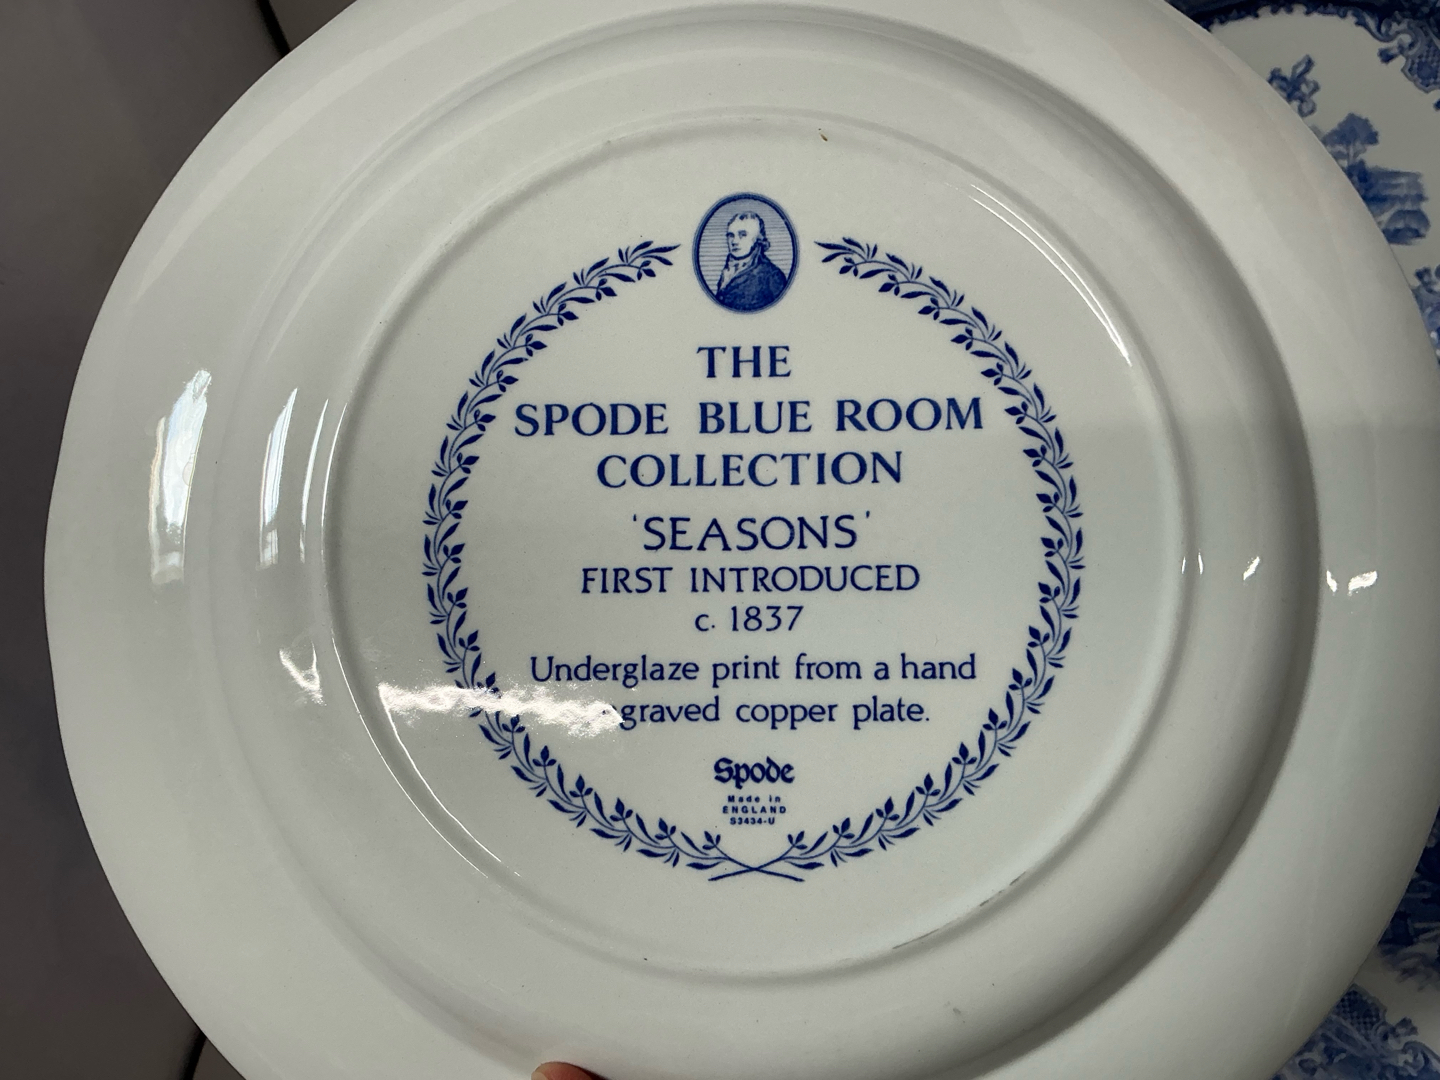 THE
SPODE BLUE ROOM
COLLECTION
'SEASONS'
FIRST INTRODUCED
c. 1837
Underglaze print from a hand
graved copper plate.
Spode
Made in
ENGLAND
S3434-U